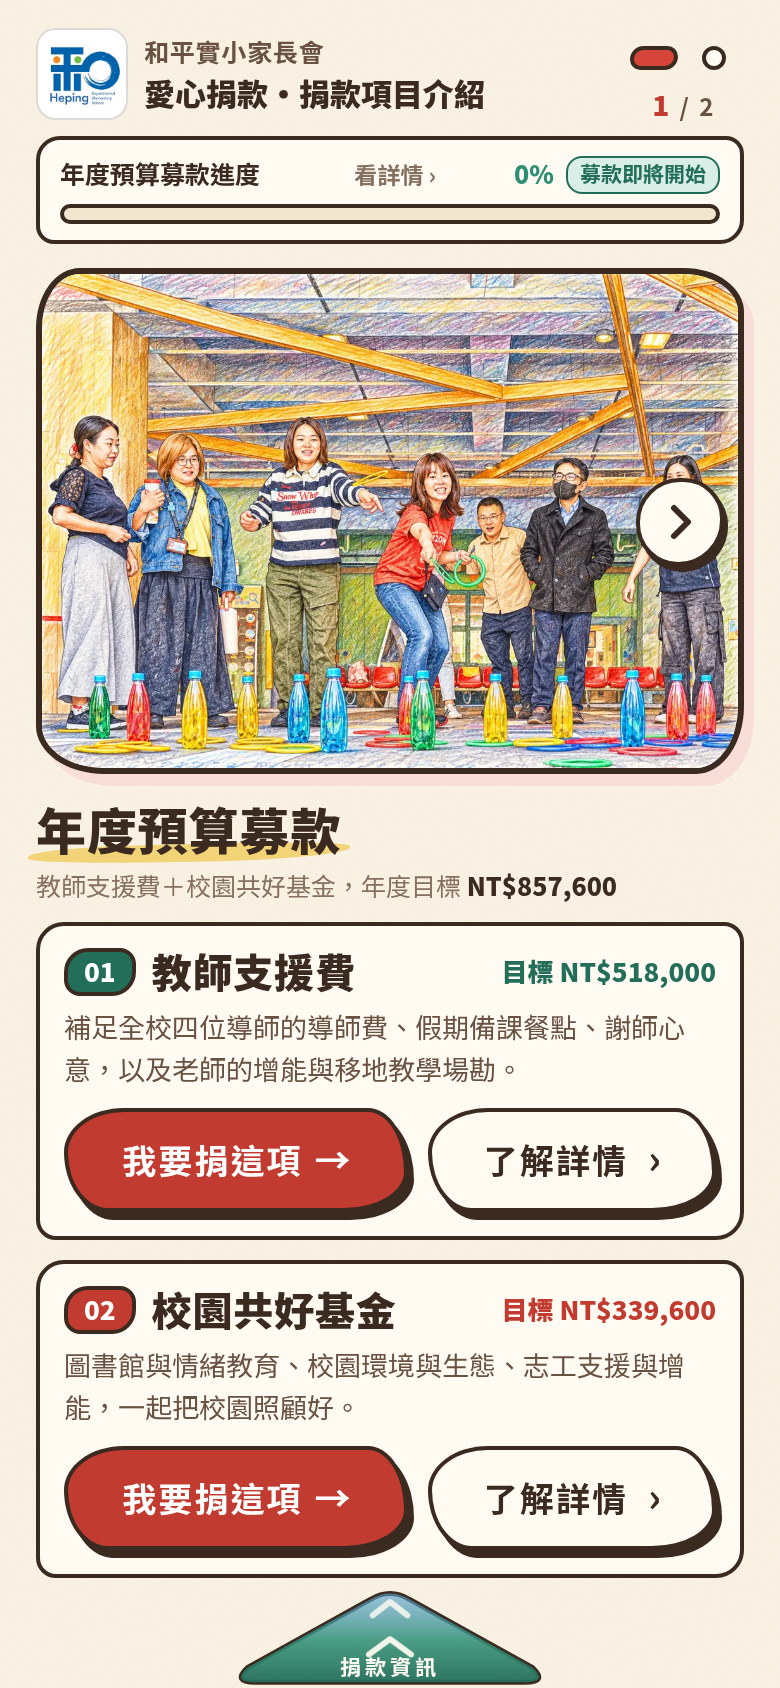 Heping
Experimental
Elementary
School
和平實小家長會
愛心捐款・捐款項目介紹
1 / 2
年度預算募款進度
看詳情 ›
0%
募款即將開始
Snow Whi
DWARFS
年度預算募款
教師支援費＋校園共好基金，年度目標 NT$857,600
01 教師支援費 目標 NT$518,000
補足全校四位導師的導師費、假期備課餐點、謝師心
意，以及老師的增能與移地教學場勘。
我要捐這項 →
了解詳情 ›
02 校園共好基金 目標 NT$339,600
圖書館與情緒教育、校園環境與生態、志工支援與增
能，一起把校園照顧好。
我要捐這項 →
了解詳情 ›
捐款資訊